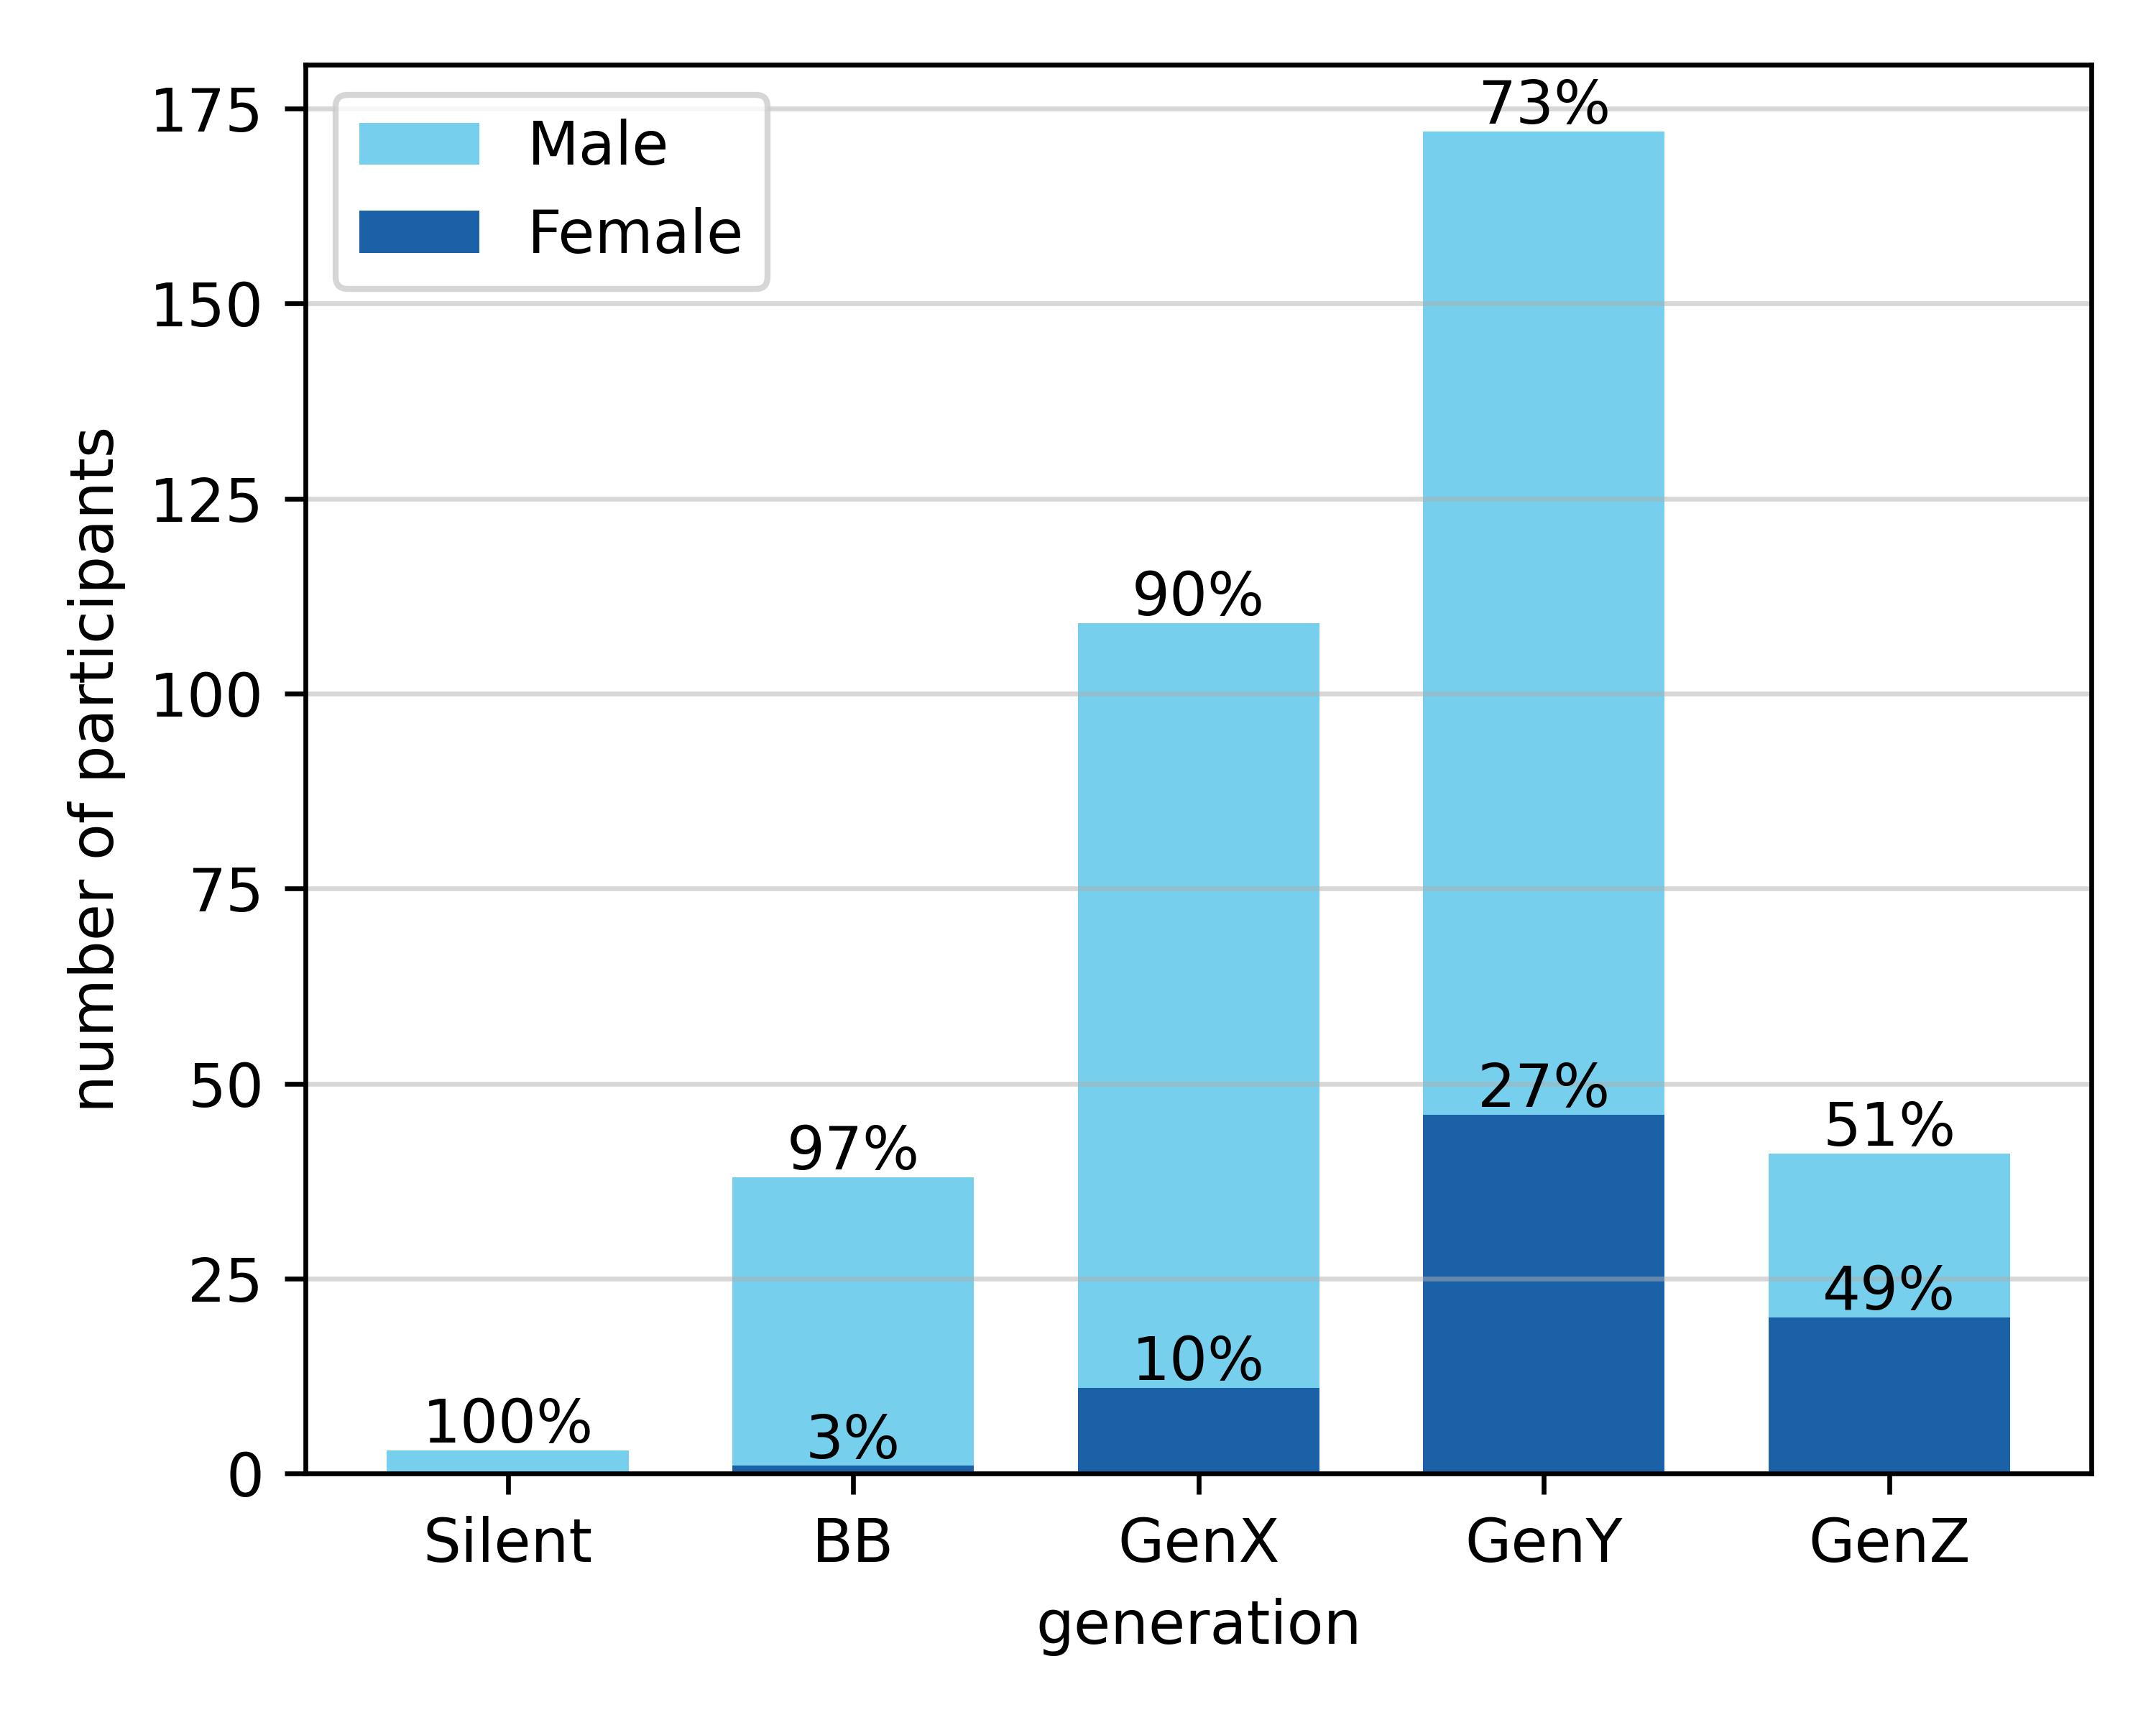 Male
Female
number of participants
175
150
125
100
75
50
25
0
100%
97%
3%
90%
10%
73%
27%
51%
49%
Silent
BB
GenX
GenY
GenZ
generation